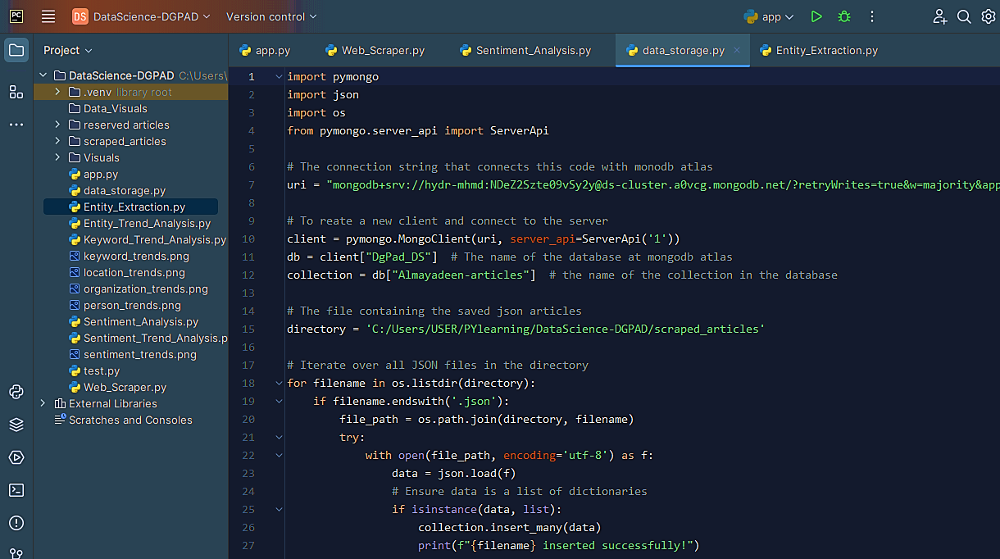 PC
DS DataScience-DGPAD Version control app
Project app.py Web_Scraper.py Sentiment_Analysis.py data_storage.py × Entity_Extraction.py
DataScience-DGPAD C:\Users\
.venv library root
Data_Visuals
reserved articles
scraped_articles
Visuals
app.py
data_storage.py
Entity_Extraction.py
Entity_Trend_Analysis.py
Keyword_Trend_Analysis.py
keyword_trends.png
location_trends.png
organization_trends.png
person_trends.png
Sentiment_Analysis.py
Sentiment_Trend_Analysis.p
sentiment_trends.png
test.py
Web_Scraper.py
External Libraries
Scratches and Consoles
1 import pymongo
2 import json
3 import os
4 from pymongo.server_api import ServerApi
5
6 # The connection string that connects this code with monodb atlas
7 uri = "mongodb+srv://hydr-mhmd:NDeZ2Szte09vSy2y@ds-cluster.a0vcg.mongodb.net/?retryWrites=true&w=majority&app
8
9 # To reate a new client and connect to the server
10 client = pymongo.MongoClient(uri, server_api=ServerApi('1'))
11 db = client["DgPad_DS"]  # The name of the database at mongodb atlas
12 collection = db["Almayadeen-articles"]  # the name of the collection in the database
13
14 # The file containing the saved json articles
15 directory = 'C:/Users/USER/PYlearning/DataScience-DGPAD/scraped_articles'
16
17 # Iterate over all JSON files in the directory
18 for filename in os.listdir(directory):
19     if filename.endswith('.json'):
20         file_path = os.path.join(directory, filename)
21         try:
22             with open(file_path, encoding='utf-8') as f:
23                 data = json.load(f)
24                 # Ensure data is a list of dictionaries
25                 if isinstance(data, list):
26                     collection.insert_many(data)
27                     print(f"{filename} inserted successfully!")